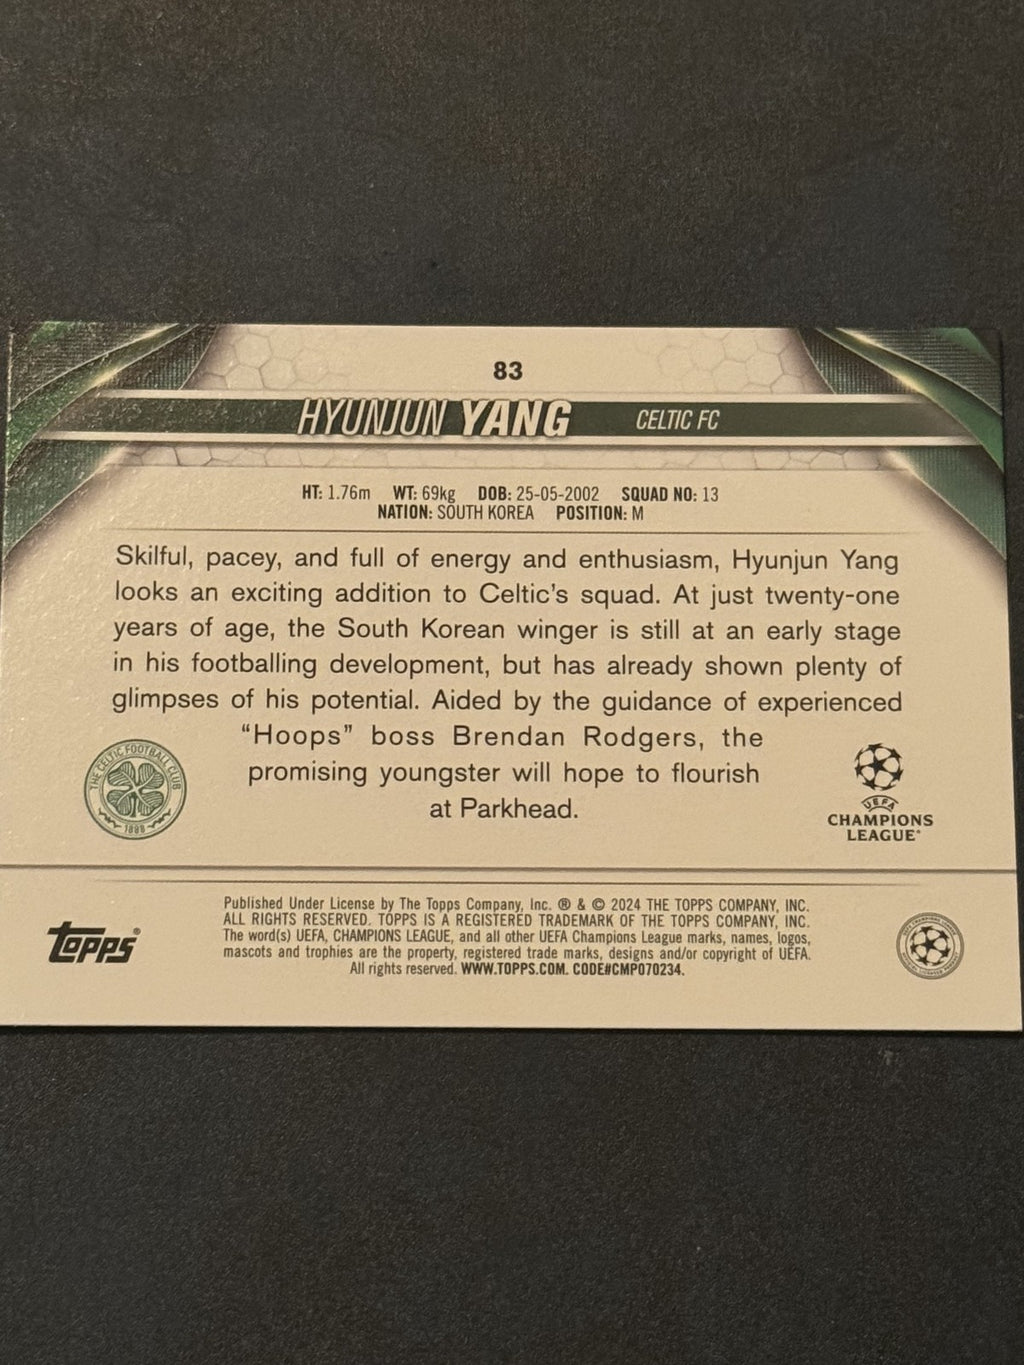 83
HYUNJUN YANG CELTIC FC
HT: 1.76m WT: 69kg DOB: 25-05-2002 SQUAD NO: 13
NATION: SOUTH KOREA POSITION: M
Skilful, pacey, and full of energy and enthusiasm, Hyunjun Yang
looks an exciting addition to Celtic's squad. At just twenty-one
years of age, the South Korean winger is still at an early stage
in his footballing development, but has already shown plenty of
glimpses of his potential. Aided by the guidance of experienced
“Hoops” boss Brendan Rodgers, the
promising youngster will hope to flourish
at Parkhead.
THE CELTIC FOOTBALL CLUB
1888
UEFA
CHAMPIONS
LEAGUE®
Published Under License by The Topps Company, Inc. ® & © 2024 THE TOPPS COMPANY, INC.
ALL RIGHTS RESERVED. TOPPS IS A REGISTERED TRADEMARK OF THE TOPPS COMPANY, INC.
The word(s) UEFA, CHAMPIONS LEAGUE, and all other UEFA Champions League marks, names, logos,
mascots and trophies are the property, registered trade marks, designs and/or copyright of UEFA.
All rights reserved. WWW.TOPPS.COM. CODE#CMP070234.
topps®